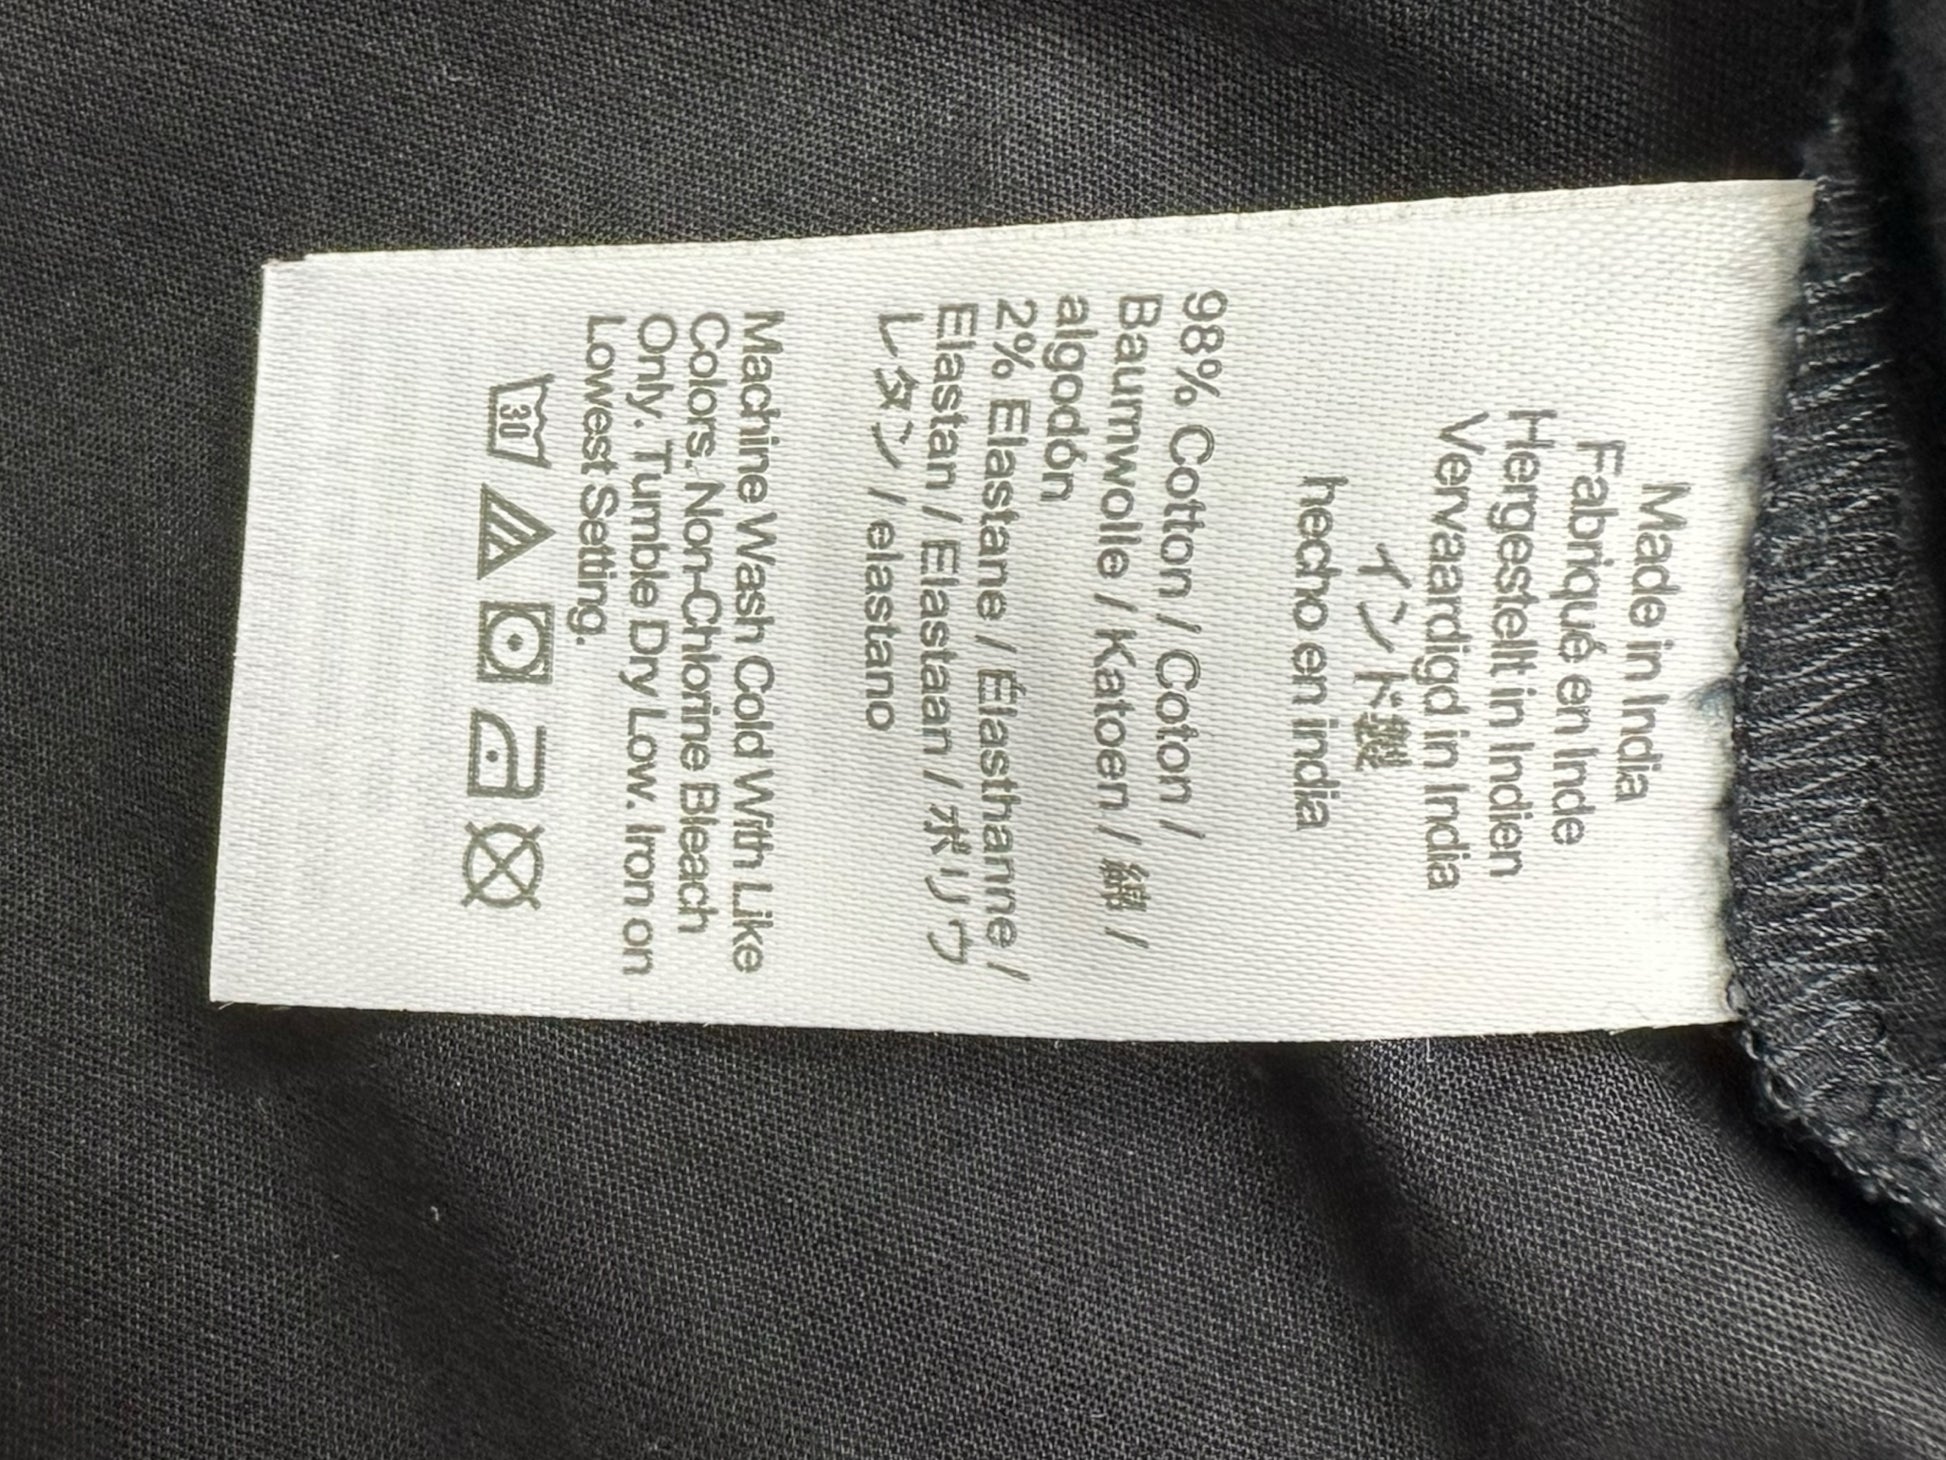 Made in India
Fabriqué en Inde
Hergestellt in Indien
Vervaardigd in India
インド製
hecho en india
98% Cotton / Coton /
Baumwolle / Katoen / 綿 /
algodón
2% Elastane / Élasthanne /
Elastan / Elastaan / ポリウ
レタン / elastano
Machine Wash Cold With Like
Colors. Non-Chlorine Bleach
Only. Tumble Dry Low. Iron on
Lowest Setting.
30